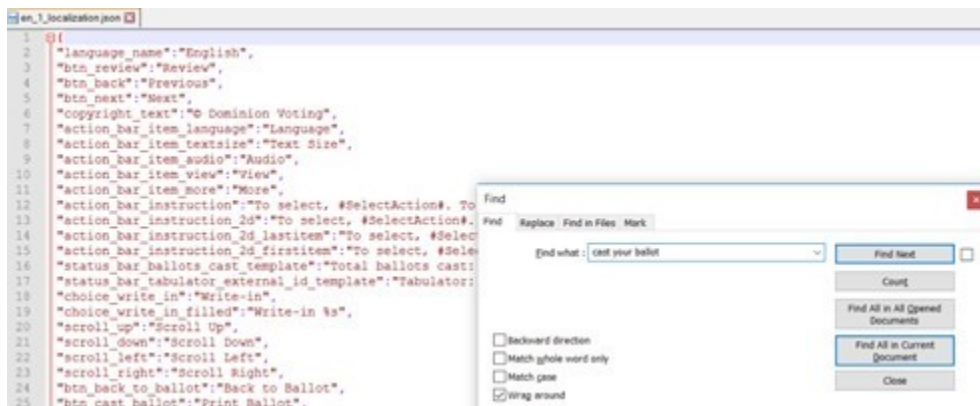 en_1_localization.json
1 {
2 "language_name":"English",
3 "btn_review":"Review",
4 "btn_back":"Previous",
5 "btn_next":"Next",
6 "copyright_text":"© Dominion Voting",
7 "action_bar_item_language":"Language",
8 "action_bar_item_textsize":"Text Size",
9 "action_bar_item_audio":"Audio",
10 "action_bar_item_view":"View",
11 "action_bar_item_more":"More",
12 "action_bar_instruction":"To select, #SelectAction#. To
13 "action_bar_instruction_2d":"To select, #SelectAction#.
14 "action_bar_instruction_2d_lastitem":"To select, #Selec
15 "action_bar_instruction_2d_firstitem":"To select, #Sele
16 "status_bar_ballots_cast_template":"Total ballots cast:
17 "status_bar_tabulator_external_id_template":"Tabulator:
18 "choice_write_in":"Write-in",
19 "choice_write_in_filled":"Write-in %s",
20 "scroll_up":"Scroll Up",
21 "scroll_down":"Scroll Down",
22 "scroll_left":"Scroll Left",
23 "scroll_right":"Scroll Right",
24 "btn_back_to_ballot":"Back to Ballot",
25 "btn_cast_ballot":"Print Ballot",
Find
Find Replace Find in Files Mark
Find what : cast your ballot
Find Next
Count
Find All in All Opened
Documents
Find All in Current
Document
Close
Backward direction
Match whole word only
Match case
Wrap around